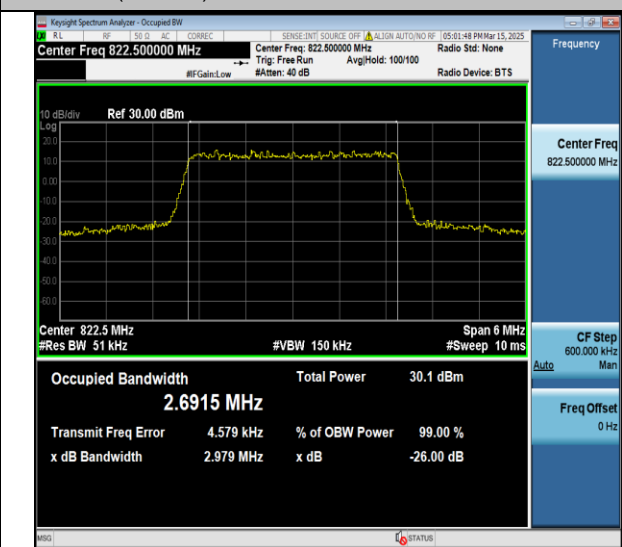 Keysight Spectrum Analyzer - Occupied BW
RL RF 50 Ω AC CORREC SENSE:INT SOURCE OFF ALIGN AUTO/NO RF 05:01:48 PM Mar 15, 2025
Center Freq 822.500000 MHz
Center Freq: 822.500000 MHz
Radio Std: None
Trig: Free Run Avg|Hold: 100/100
#IFGain:Low
#Atten: 40 dB
Radio Device: BTS
Frequency
10 dB/div Ref 30.00 dBm
Log
20.0
10.0
0.00
-10.0
-20.0
-30.0
-40.0
-50.0
-60.0
Center Freq
822.500000 MHz
Center 822.5 MHz
Span 6 MHz
#Res BW 51 kHz
#VBW 150 kHz
#Sweep 10 ms
CF Step
600.000 kHz
Auto Man
Occupied Bandwidth
Total Power 30.1 dBm
2.6915 MHz
Transmit Freq Error 4.579 kHz
% of OBW Power 99.00 %
x dB Bandwidth 2.979 MHz
x dB -26.00 dB
Freq Offset
0 Hz
MSG
STATUS